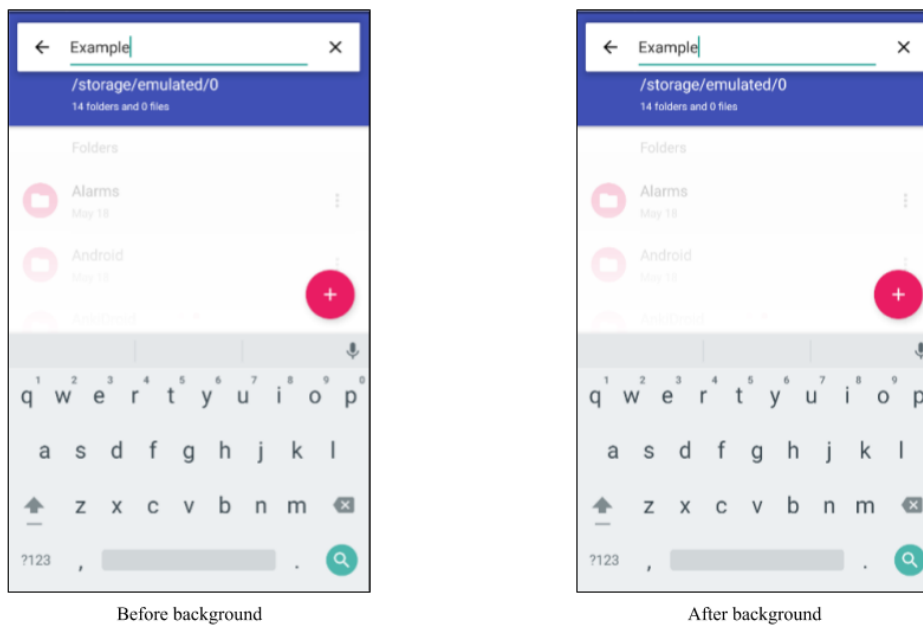 Example
/storage/emulated/0
14 folders and 0 files
Folders
Alarms
May 18
Android
May 18
1 2 3 4 5 6 7 8 9 0
q w e r t y u i o p
a s d f g h j k l
z x c v b n m
?123 , .
Before background
Example
/storage/emulated/0
14 folders and 0 files
Folders
Alarms
May 18
Android
May 18
1 2 3 4 5 6 7 8 9
q w e r t y u i o p
a s d f g h j k l
z x c v b n m
?123 , .
After background